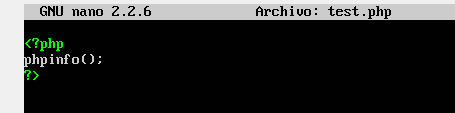 GNU nano 2.2.6 Archivo: test.php
<?php
phpinfo();
?>